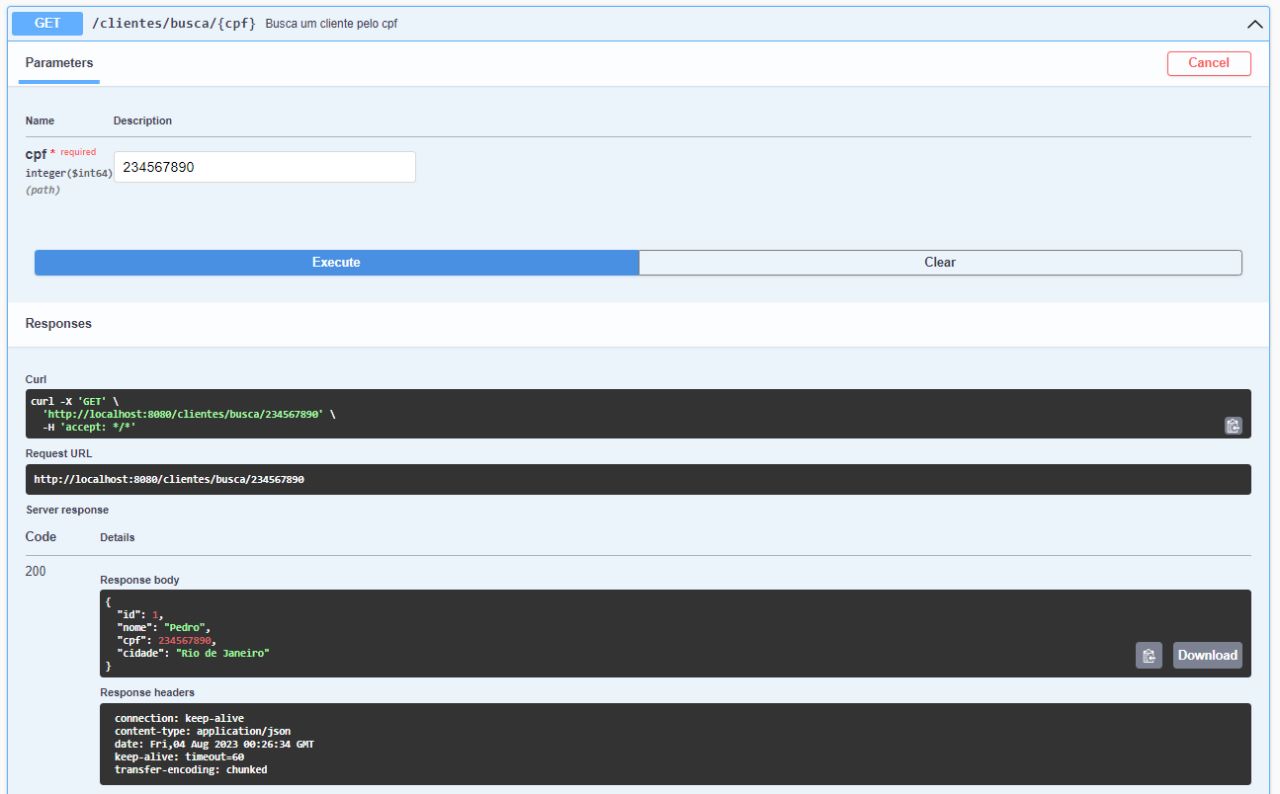 GET /clientes/busca/{cpf} Busca um cliente pelo cpf
Parameters
Cancel
Name Description
cpf * required
integer($int64)
(path)
234567890
Execute Clear
Responses
Curl
curl -X 'GET' \
  'http://localhost:8080/clientes/busca/234567890' \
  -H 'accept: */*'
Request URL
http://localhost:8080/clientes/busca/234567890
Server response
Code Details
200
Response body
{
  "id": 1,
  "nome": "Pedro",
  "cpf": 234567890,
  "cidade": "Rio de Janeiro"
}
Download
Response headers
connection: keep-alive
content-type: application/json
date: Fri,04 Aug 2023 00:26:34 GMT
keep-alive: timeout=60
transfer-encoding: chunked